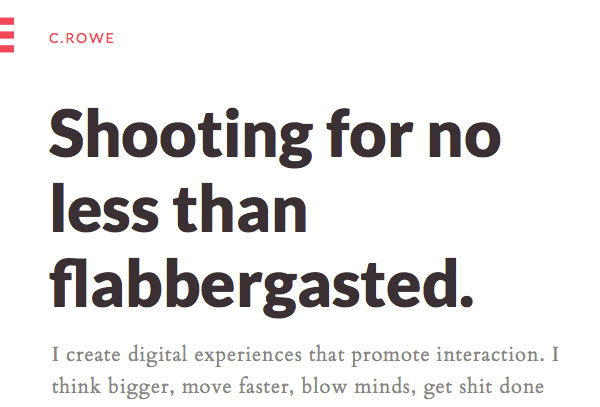 C.ROWE
Shooting for no
less than
flabbergasted.
I create digital experiences that promote interaction. I
think bigger, move faster, blow minds, get shit done